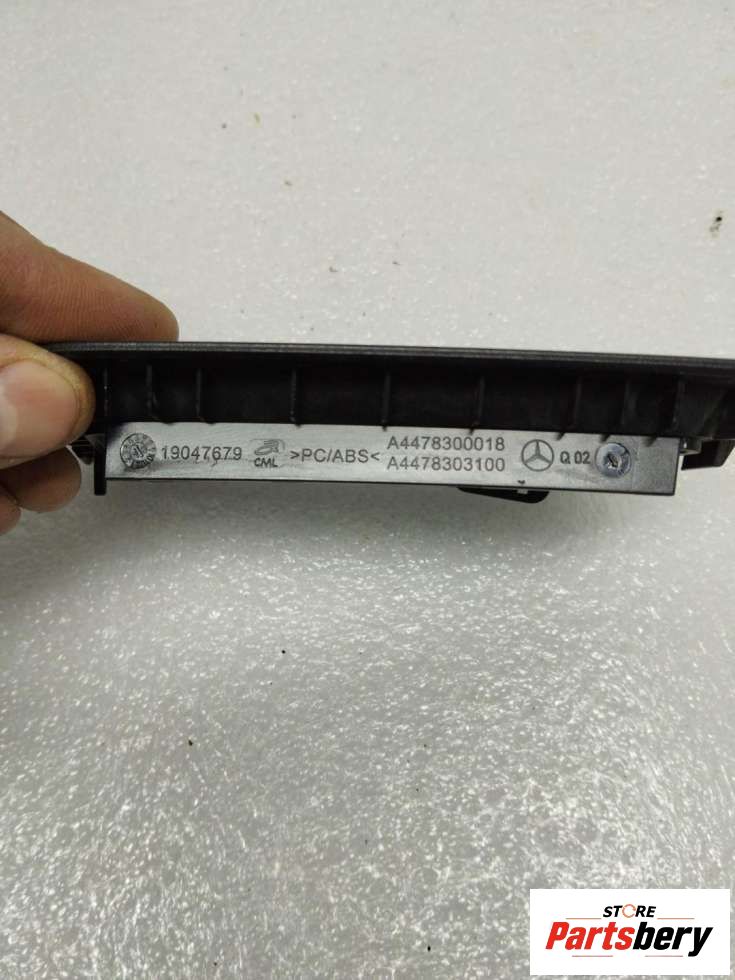 19047679 CML >PC/ABS< A4478300018 Q 02
A4478303100
STORE
Partsbery